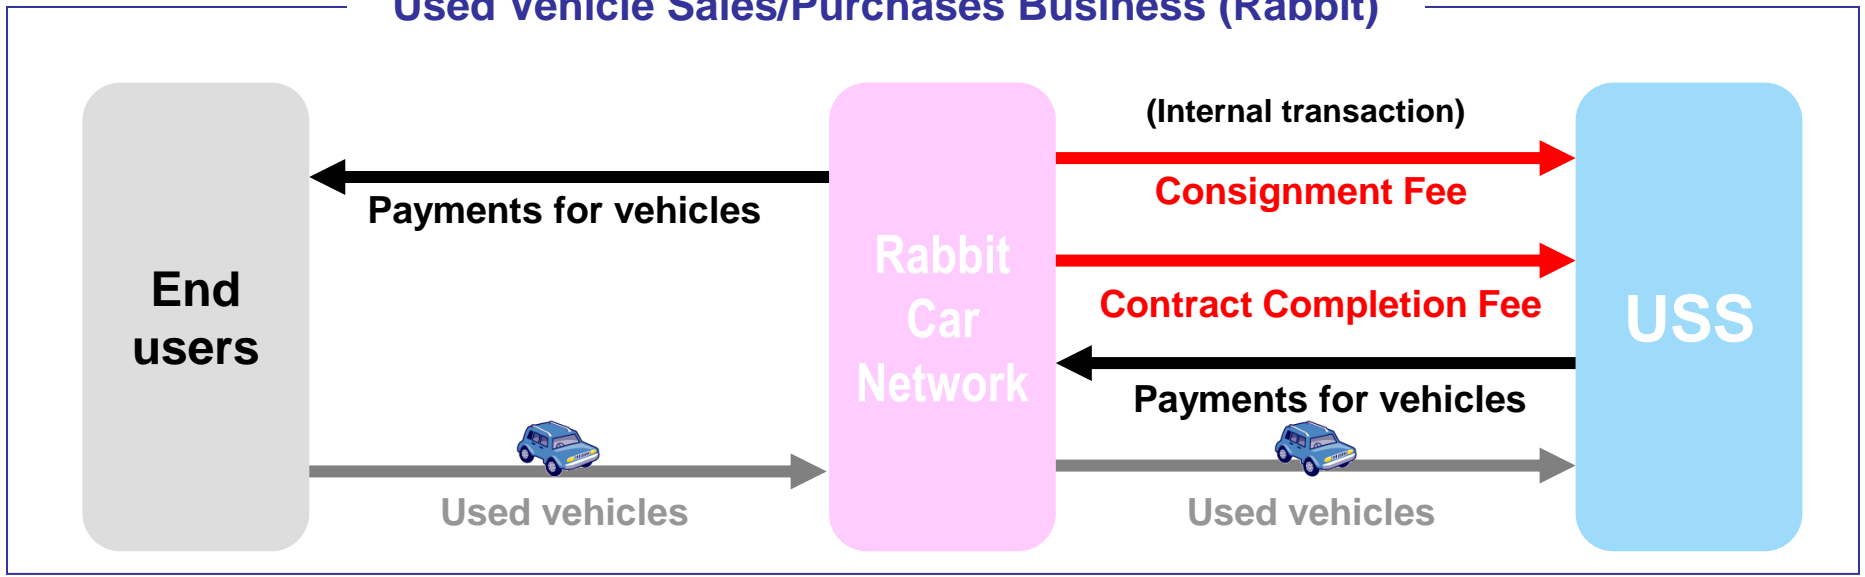 Used Vehicle Sales/Purchases Business (Rabbit)
(Internal transaction)
Consignment Fee
Payments for vehicles
Rabbit
Car
Network
End
users
Contract Completion Fee
USS
Payments for vehicles
Used vehicles
Used vehicles